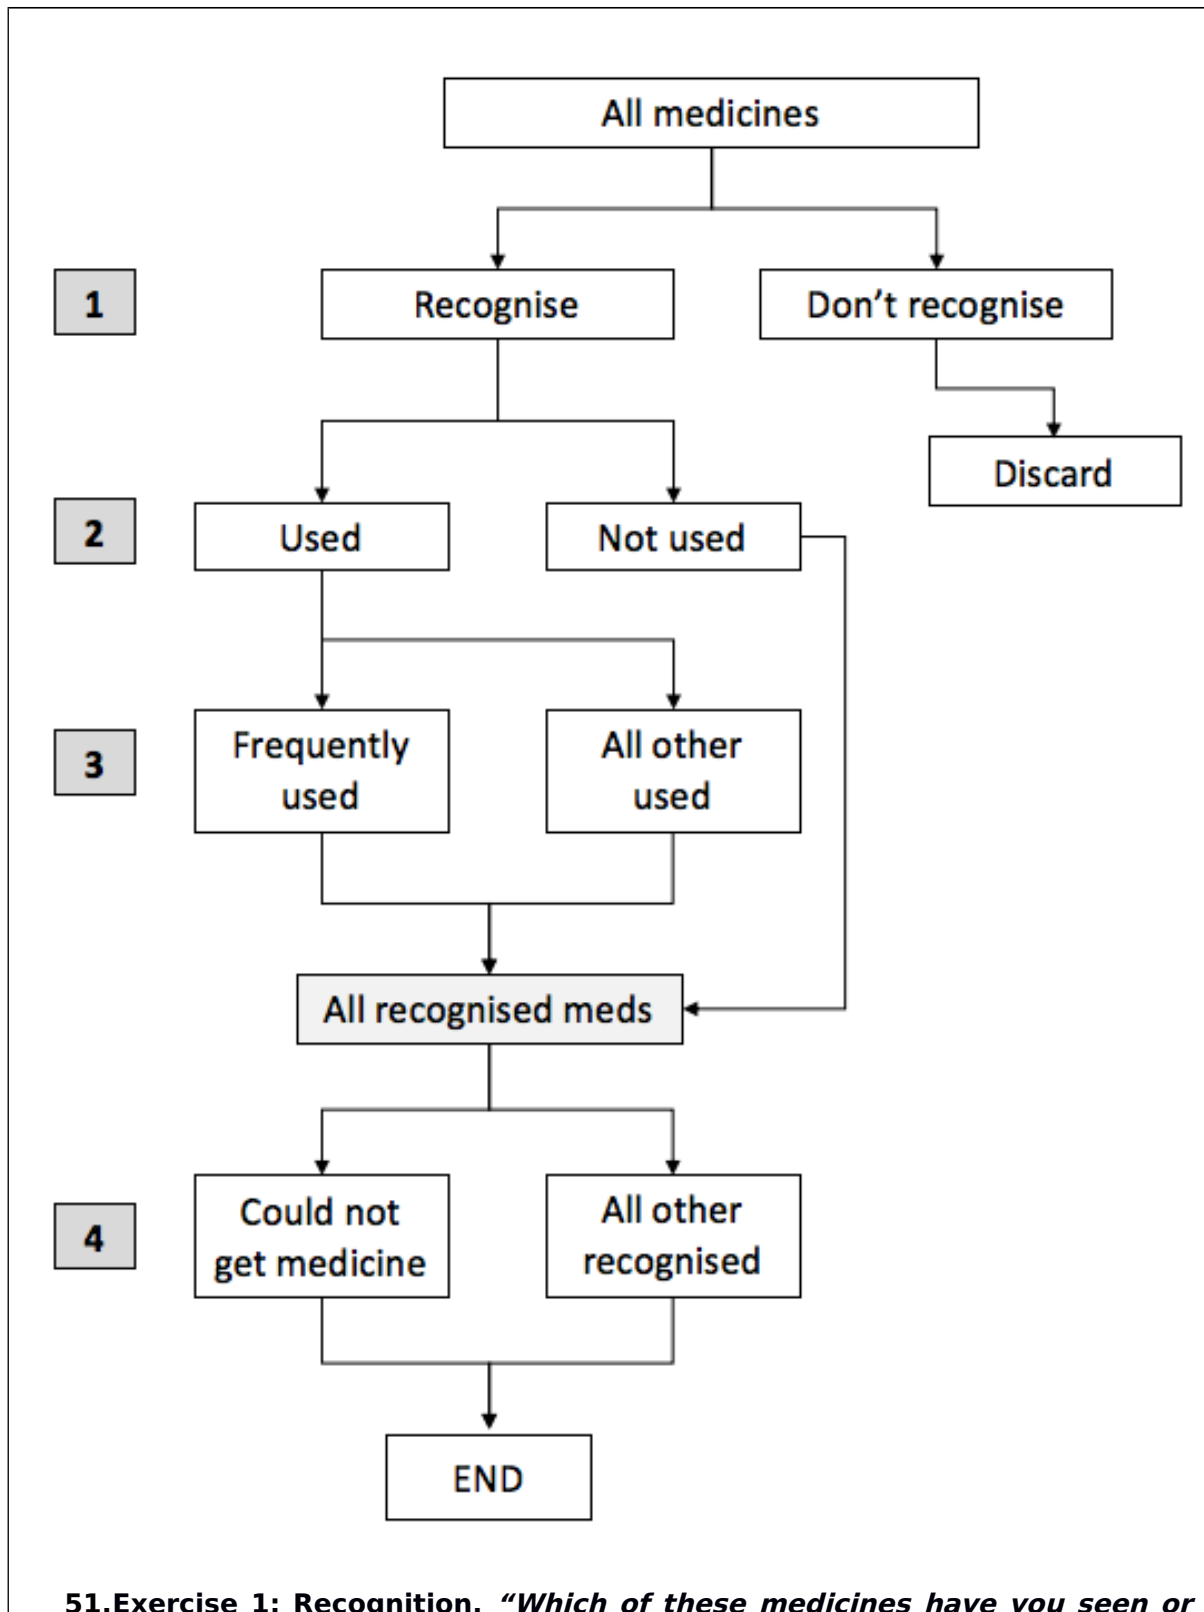 All medicines
1
Recognise
Don't recognise
Discard
2
Used
Not used
3
Frequently
used
All other
used
All recognised meds
4
Could not
get medicine
All other
recognised
END
51.Exercise 1: Recognition. “Which of these medicines have you seen or